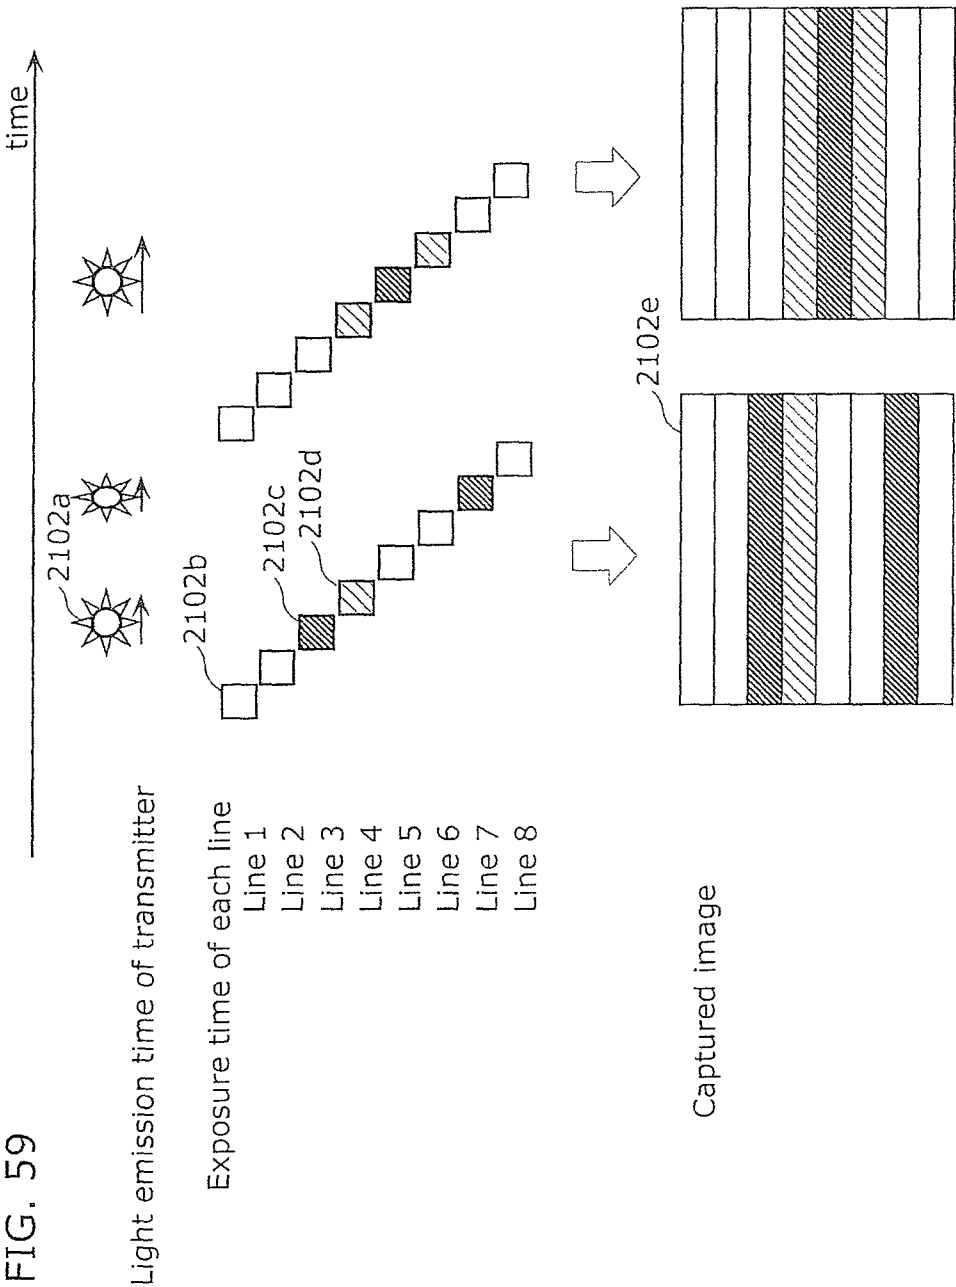 FIG. 59
time
Light emission time of transmitter
2102a
Exposure time of each line
Line 1
Line 2
Line 3
Line 4
Line 5
Line 6
Line 7
Line 8
2102b
2102c
2102d
Captured image
2102e